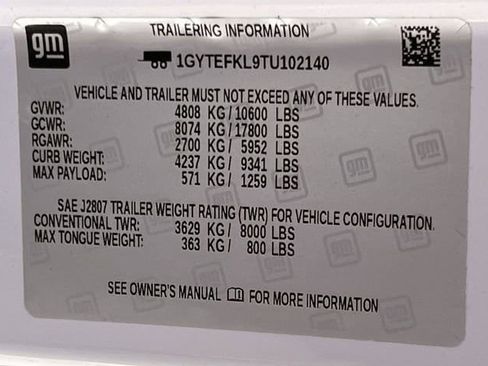 gm
TRAILERING INFORMATION
1GYTEFKL9TU102140
VEHICLE AND TRAILER MUST NOT EXCEED ANY OF THESE VALUES.
GVWR: 4808 KG/10600 LBS
GCWR: 8074 KG/17800 LBS
RGAWR: 2700 KG/ 5952 LBS
CURB WEIGHT: 4237 KG/ 9341 LBS
MAX PAYLOAD: 571 KG/ 1259 LBS
SAE J2807 TRAILER WEIGHT RATING (TWR) FOR VEHICLE CONFIGURATION.
CONVENTIONAL TWR: 3629 KG/ 8000 LBS
MAX TONGUE WEIGHT: 363 KG/ 800 LBS
SEE OWNER'S MANUAL FOR MORE INFORMATION